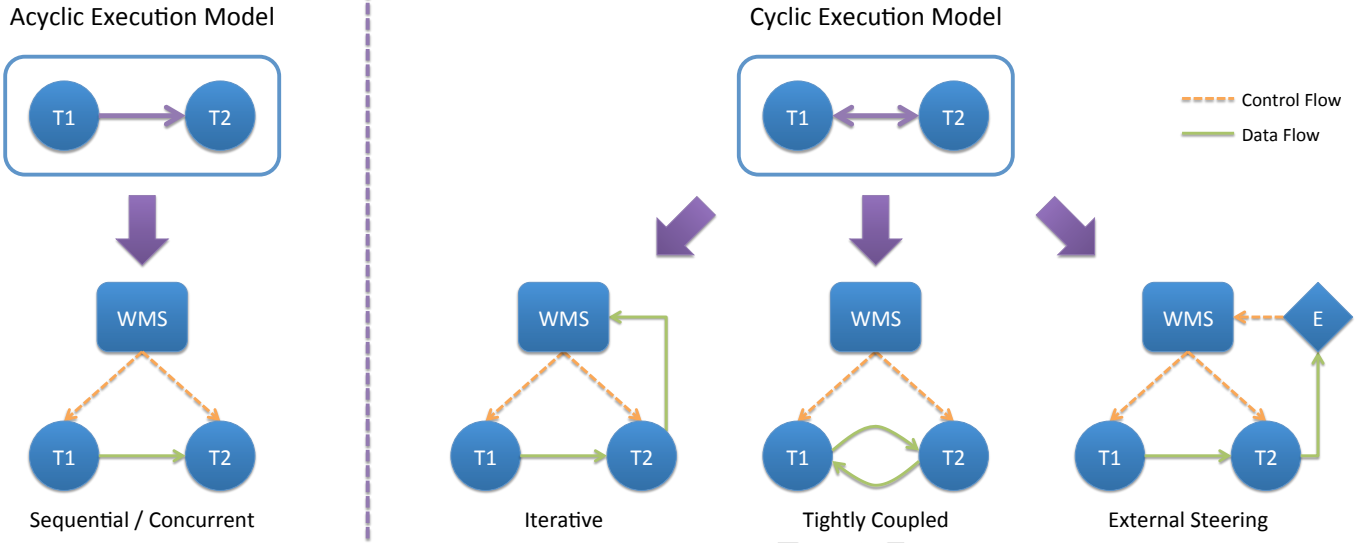 Acyclic Execution Model
Cyclic Execution Model
T1
T2
T1
T2
Control Flow
Data Flow
WMS
WMS
WMS
WMS
E
T1
T2
T1
T2
T1
T2
T1
T2
Sequential / Concurrent
Iterative
Tightly Coupled
External Steering